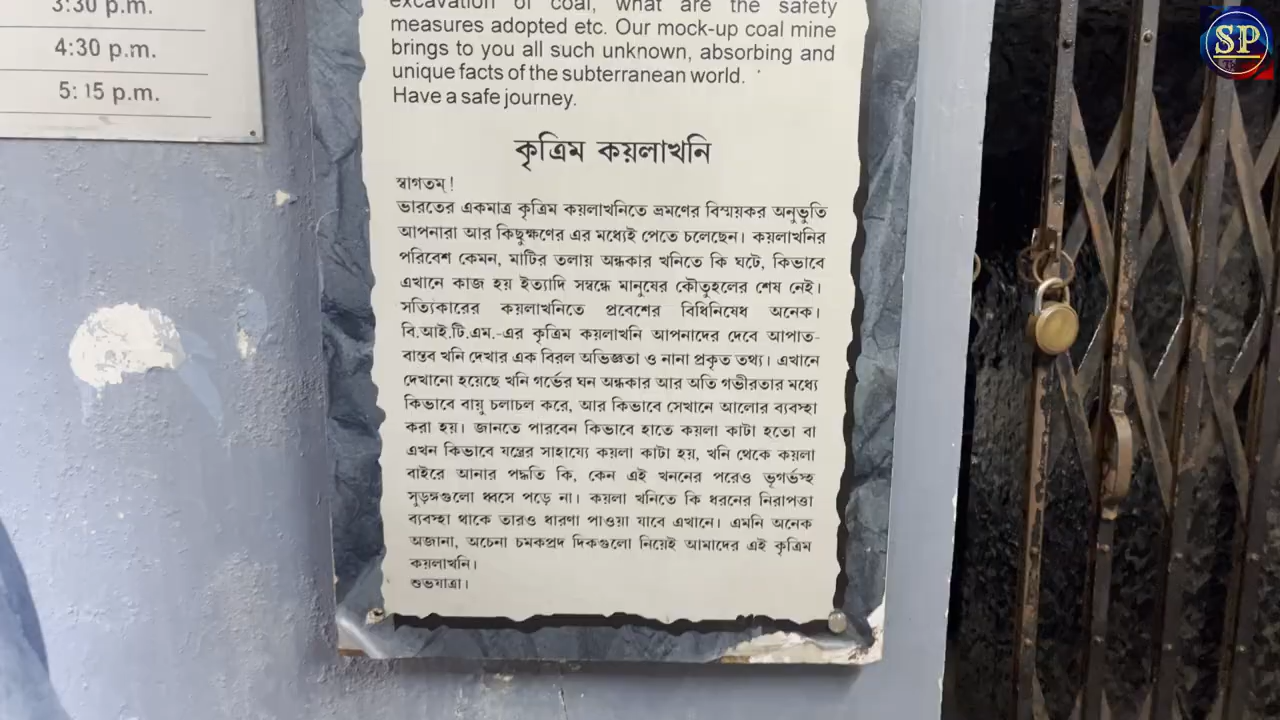 3:30 p.m.
4:30 p.m.
5:15 p.m.
excavation of coal, what are the safety
measures adopted etc. Our mock-up coal mine
brings to you all such unknown, absorbing and
unique facts of the subterranean world.
Have a safe journey.
কৃত্রিম কয়লাখনি
স্বাগতম্!
ভারতের একমাত্র কৃত্রিম কয়লাখনিতে ভ্রমণের বিস্ময়কর অনুভূতি
আপনারা আর কিছুক্ষণের এর মধ্যেই পেতে চলেছেন। কয়লাখনির
পরিবেশ কেমন, মাটির তলায় অন্ধকার খনিতে কি ঘটে, কিভাবে
এখানে কাজ হয় ইত্যাদি সম্বন্ধে মানুষের কৌতুহলের শেষ নেই।
সত্যিকারের কয়লাখনিতে প্রবেশের বিধিনিষেধ অনেক।
বি.আই.টি.এম.-এর কৃত্রিম কয়লাখনি আপনাদের দেবে আপাত-
বাস্তব খনি দেখার এক বিরল অভিজ্ঞতা ও নানা প্রকৃত তথ্য। এখানে
দেখানো হয়েছে খনি গর্ভের ঘন অন্ধকার আর অতি গভীরতার মধ্যে
কিভাবে বায়ু চলাচল করে, আর কিভাবে সেখানে আলোর ব্যবস্থা
করা হয়। জানতে পারবেন কিভাবে হাতে কয়লা কাটা হতো বা
এখন কিভাবে যন্ত্রের সাহায্যে কয়লা কাটা হয়, খনি থেকে কয়লা
বাইরে আনার পদ্ধতি কি, কেন এই খননের পরেও ভূগর্ভস্হ
সুড়ঙ্গগুলো ধ্বসে পড়ে না। কয়লা খনিতে কি ধরনের নিরাপত্তা
ব্যবস্থা থাকে তারও ধারণা পাওয়া যাবে এখানে। এমনি অনেক
অজানা, অচেনা চমকপ্রদ দিকগুলো নিয়েই আমাদের এই কৃত্রিম
কয়লাখনি।
শুভযাত্রা।
SP